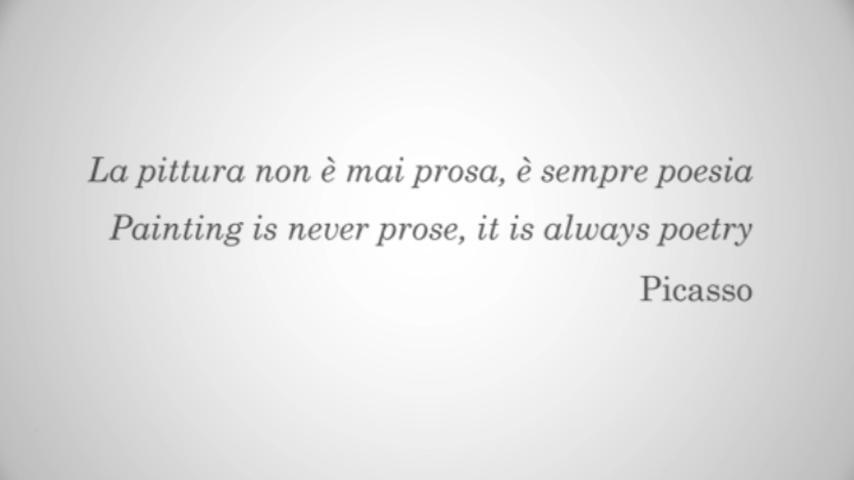 La pittura non è mai prosa, è sempre poesia
Painting is never prose, it is always poetry
Picasso